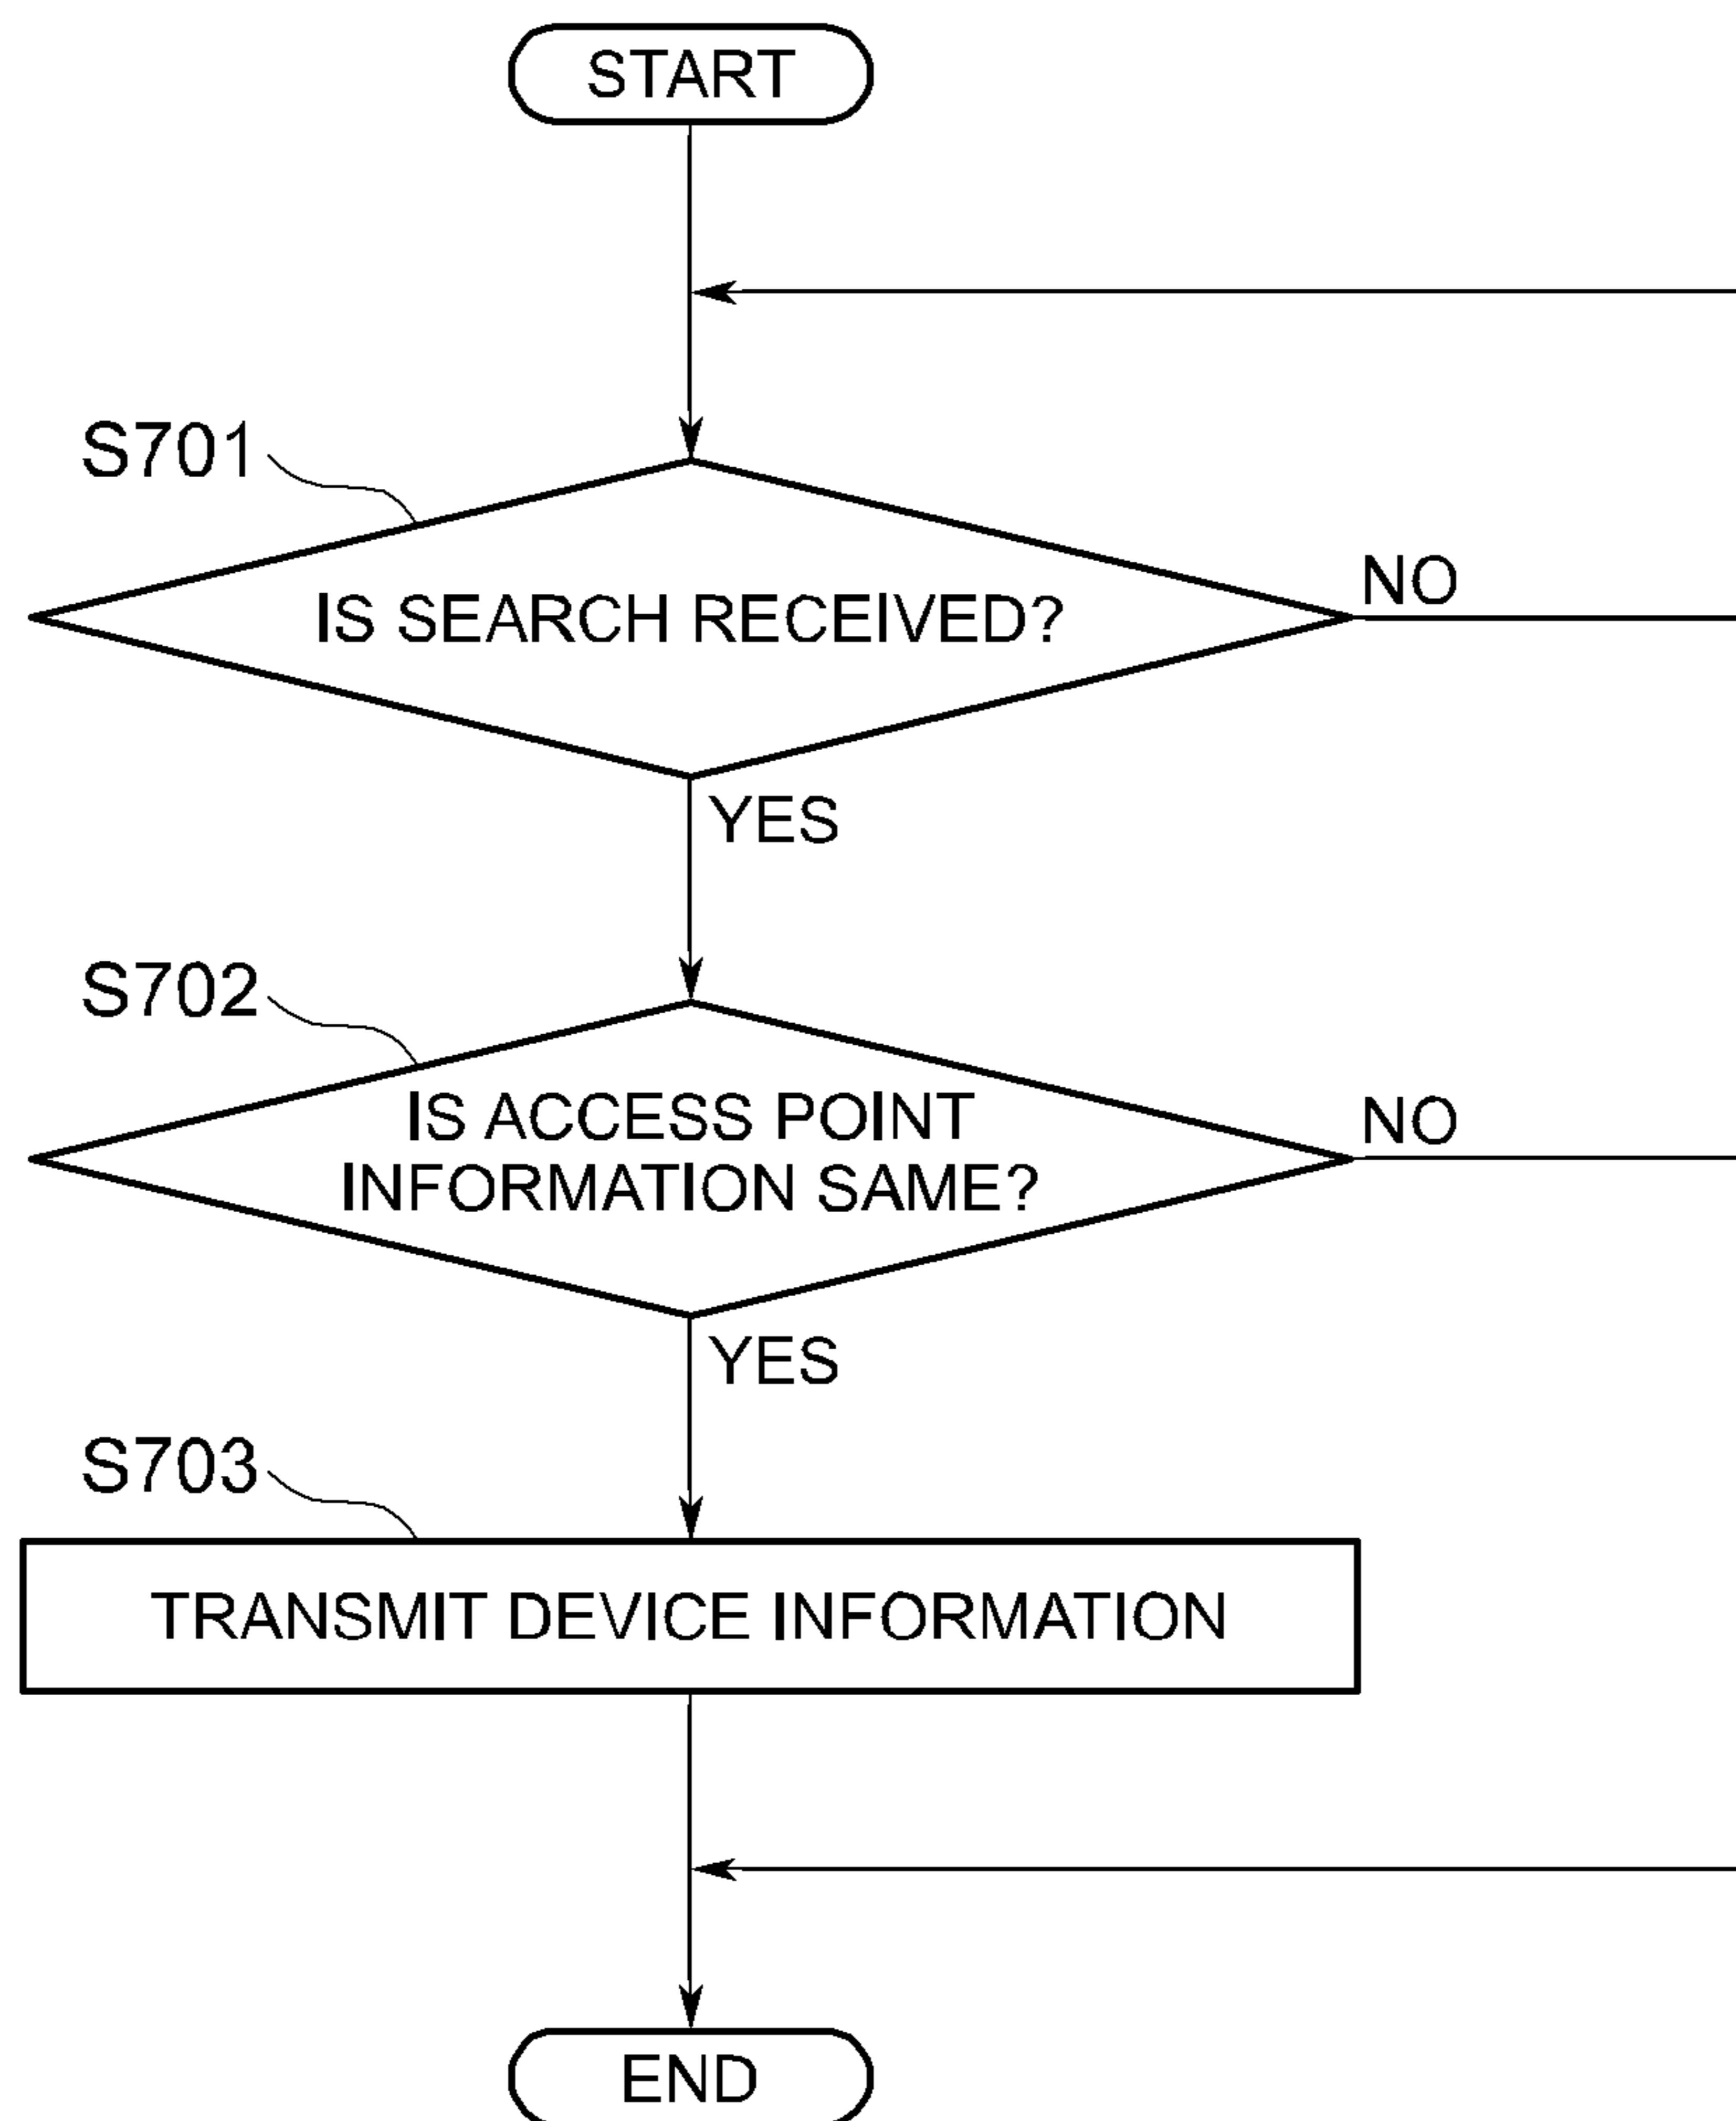 START
S701
IS SEARCH RECEIVED?
NO
YES
S702
IS ACCESS POINT
INFORMATION SAME?
NO
YES
S703
TRANSMIT DEVICE INFORMATION
END